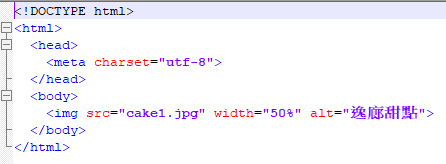 <!DOCTYPE html>
<html>
<head>
<meta charset="utf-8">
</head>
<body>
<img src="cake1.jpg" width="50%" alt="逸廊甜點">
</body>
</html>